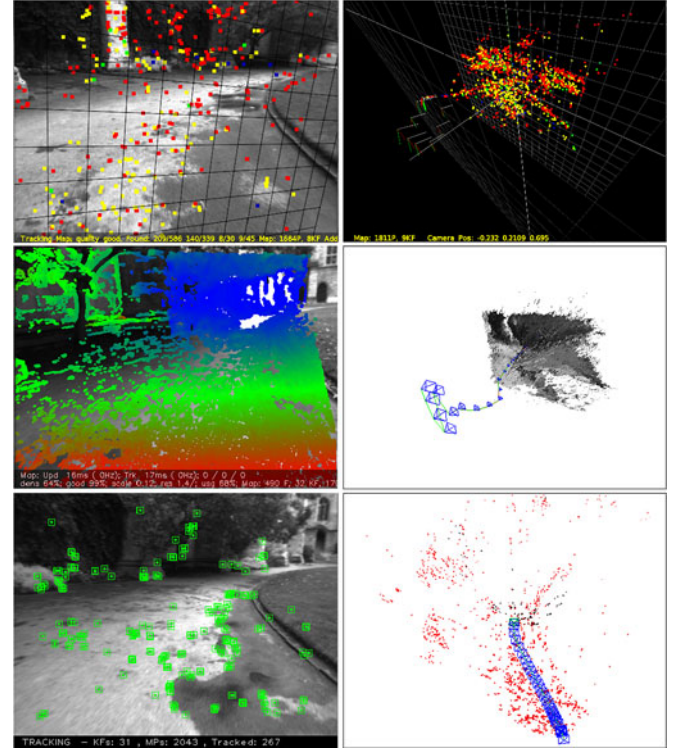 Tracking Map, quality good. Found: 209/586 140/339 8/30 9/45 Map: 1664P, 8KF Add
Map: 1811P, 9KF Camera Pos: -0.232 0.2109 0.695
Map: Upd 16ms ( 0Hz); Trk 17ms ( 0Hz); 0 / 0 / 0
dens 64%; good 99%; scale 0.12; res 1.4/; usg 68%; Map: 490 F; 32 KF;
TRACKING - KFs: 31 , MPs: 2043 , Tracked: 267